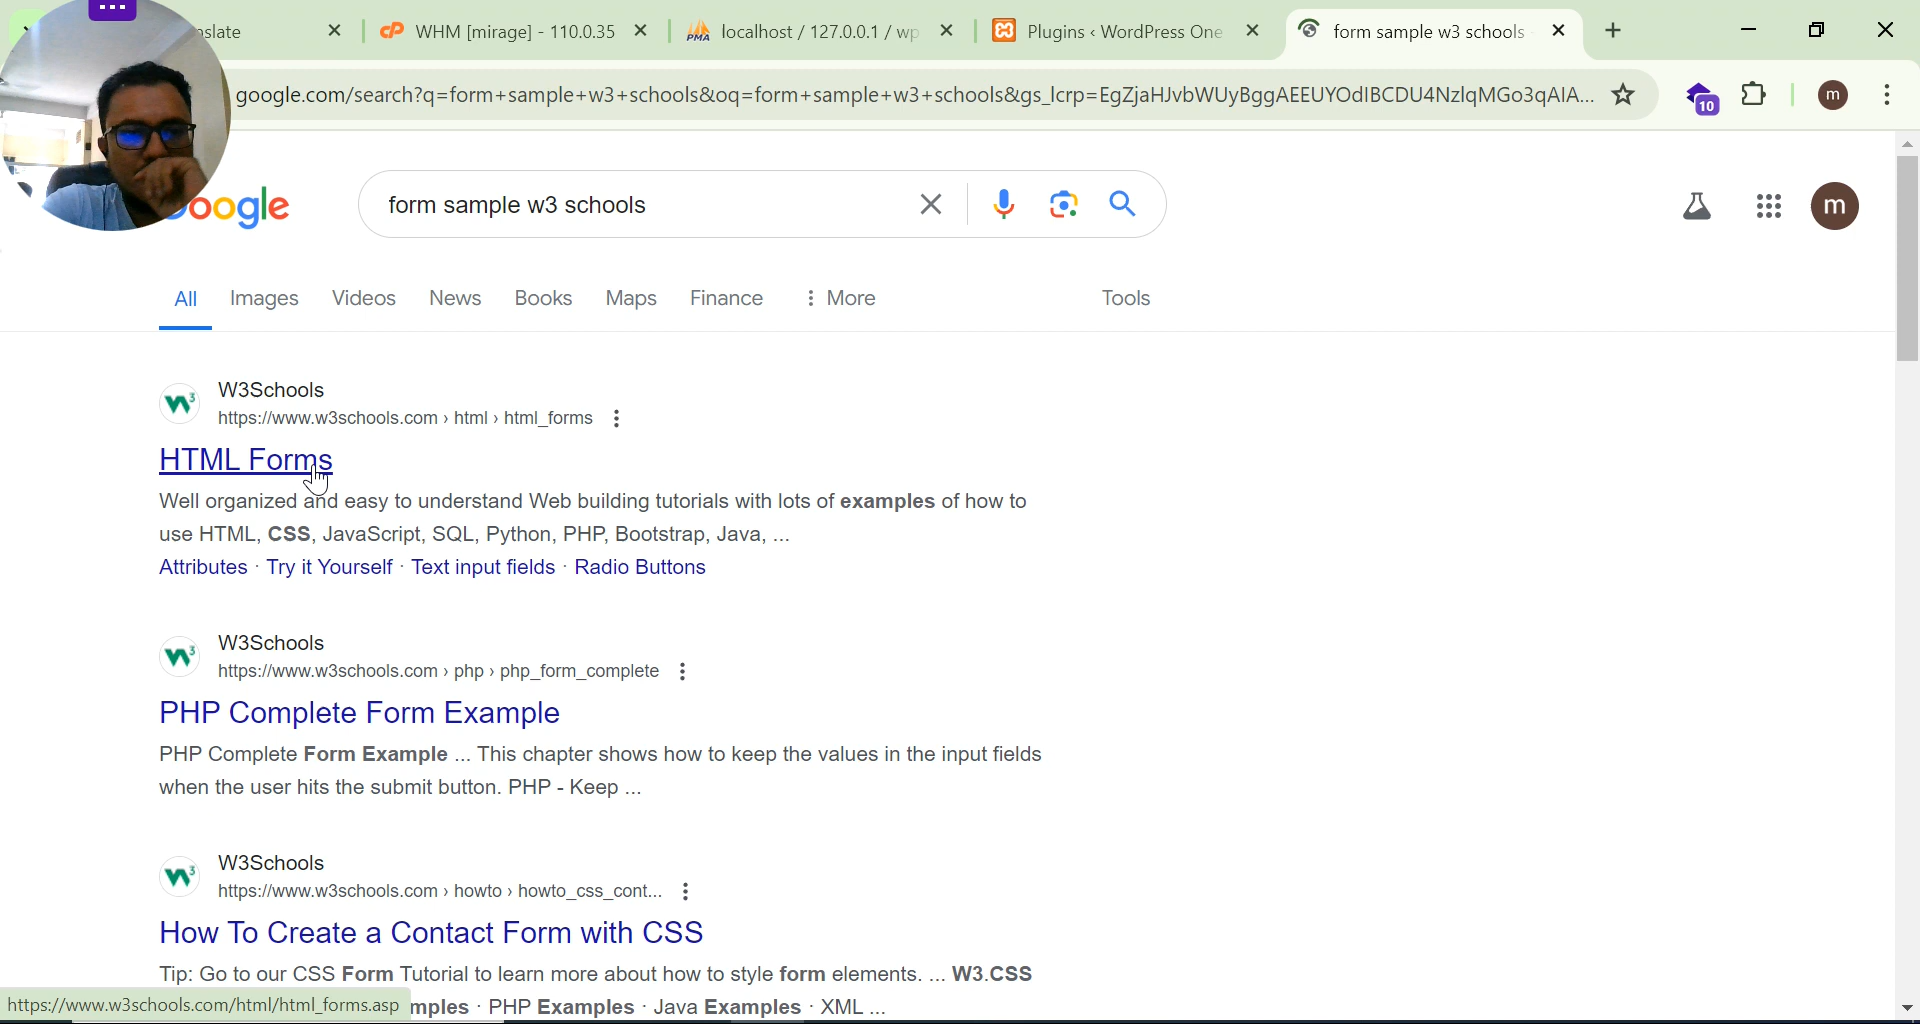 nslate
WHM [mirage] - 110.0.35
localhost / 127.0.0.1 / wp
Plugins ‹ WordPress One
form sample w3 schools
google.com/search?q=form+sample+w3+schools&oq=form+sample+w3+schools&gs_lcrp=EgZjaHJvbWUyBggAEEUYOdIBCDU4NzlqMGo3qAIA...
10
m
oogle
form sample w3 schools
m
All
Images
Videos
News
Books
Maps
Finance
More
Tools
W3Schools
https://www.w3schools.com › html › html_forms
HTML Forms
Well organized and easy to understand Web building tutorials with lots of examples of how to
use HTML, CSS, JavaScript, SQL, Python, PHP, Bootstrap, Java, ...
Attributes · Try it Yourself · Text input fields · Radio Buttons
W3Schools
https://www.w3schools.com › php › php_form_complete
PHP Complete Form Example
PHP Complete Form Example ... This chapter shows how to keep the values in the input fields
when the user hits the submit button. PHP - Keep ...
W3Schools
https://www.w3schools.com › howto › howto_css_cont...
How To Create a Contact Form with CSS
Tip: Go to our CSS Form Tutorial to learn more about how to style form elements. ... W3.CSS
https://www.w3schools.com/html/html_forms.asp
mples · PHP Examples · Java Examples · XML ...